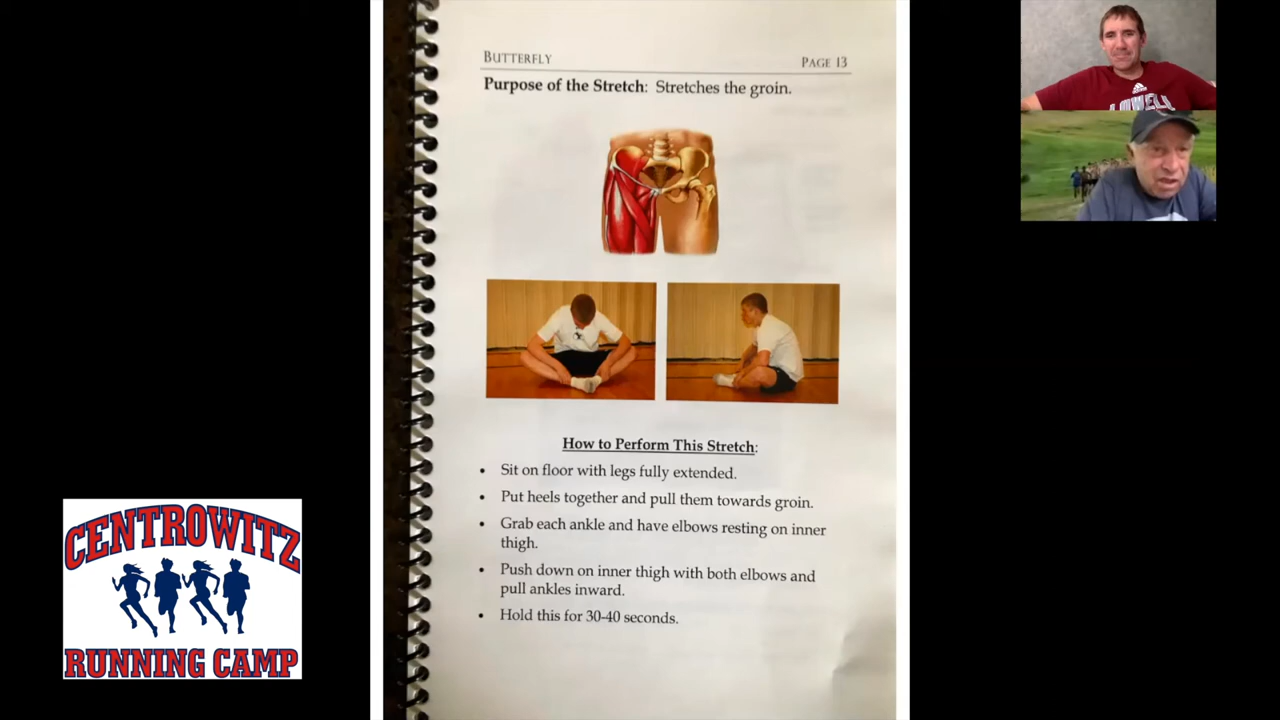 BUTTERFLY
PAGE 13
Purpose of the Stretch: Stretches the groin.
How to Perform This Stretch:
• Sit on floor with legs fully extended.
• Put heels together and pull them towards groin.
• Grab each ankle and have elbows resting on inner
thigh.
• Push down on inner thigh with both elbows and
pull ankles inward.
• Hold this for 30-40 seconds.
CENTROWITZ
RUNNING CAMP
adidas
LOWELL